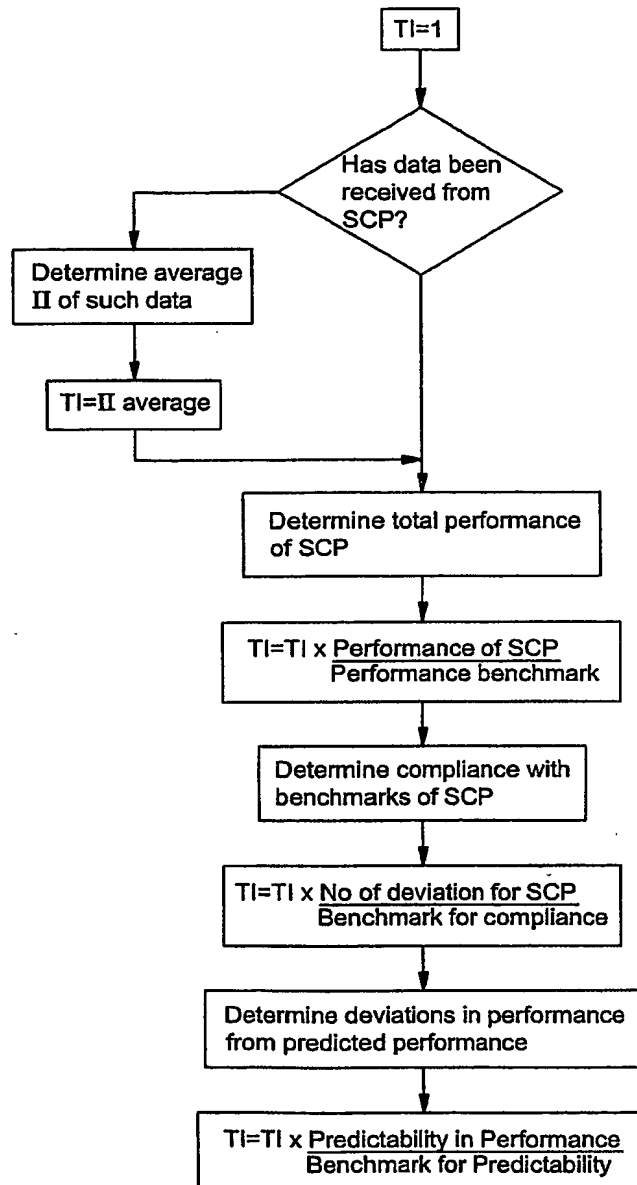 TI=1
Has data been
received from
SCP?
Determine average
II of such data
TI=II average
Determine total performance
of SCP
TI=TI x Performance of SCP
Performance benchmark
Determine compliance with
benchmarks of SCP
TI=TI x No of deviation for SCP
Benchmark for compliance
Determine deviations in performance
from predicted performance
TI=TI x Predictability in Performance
Benchmark for Predictability